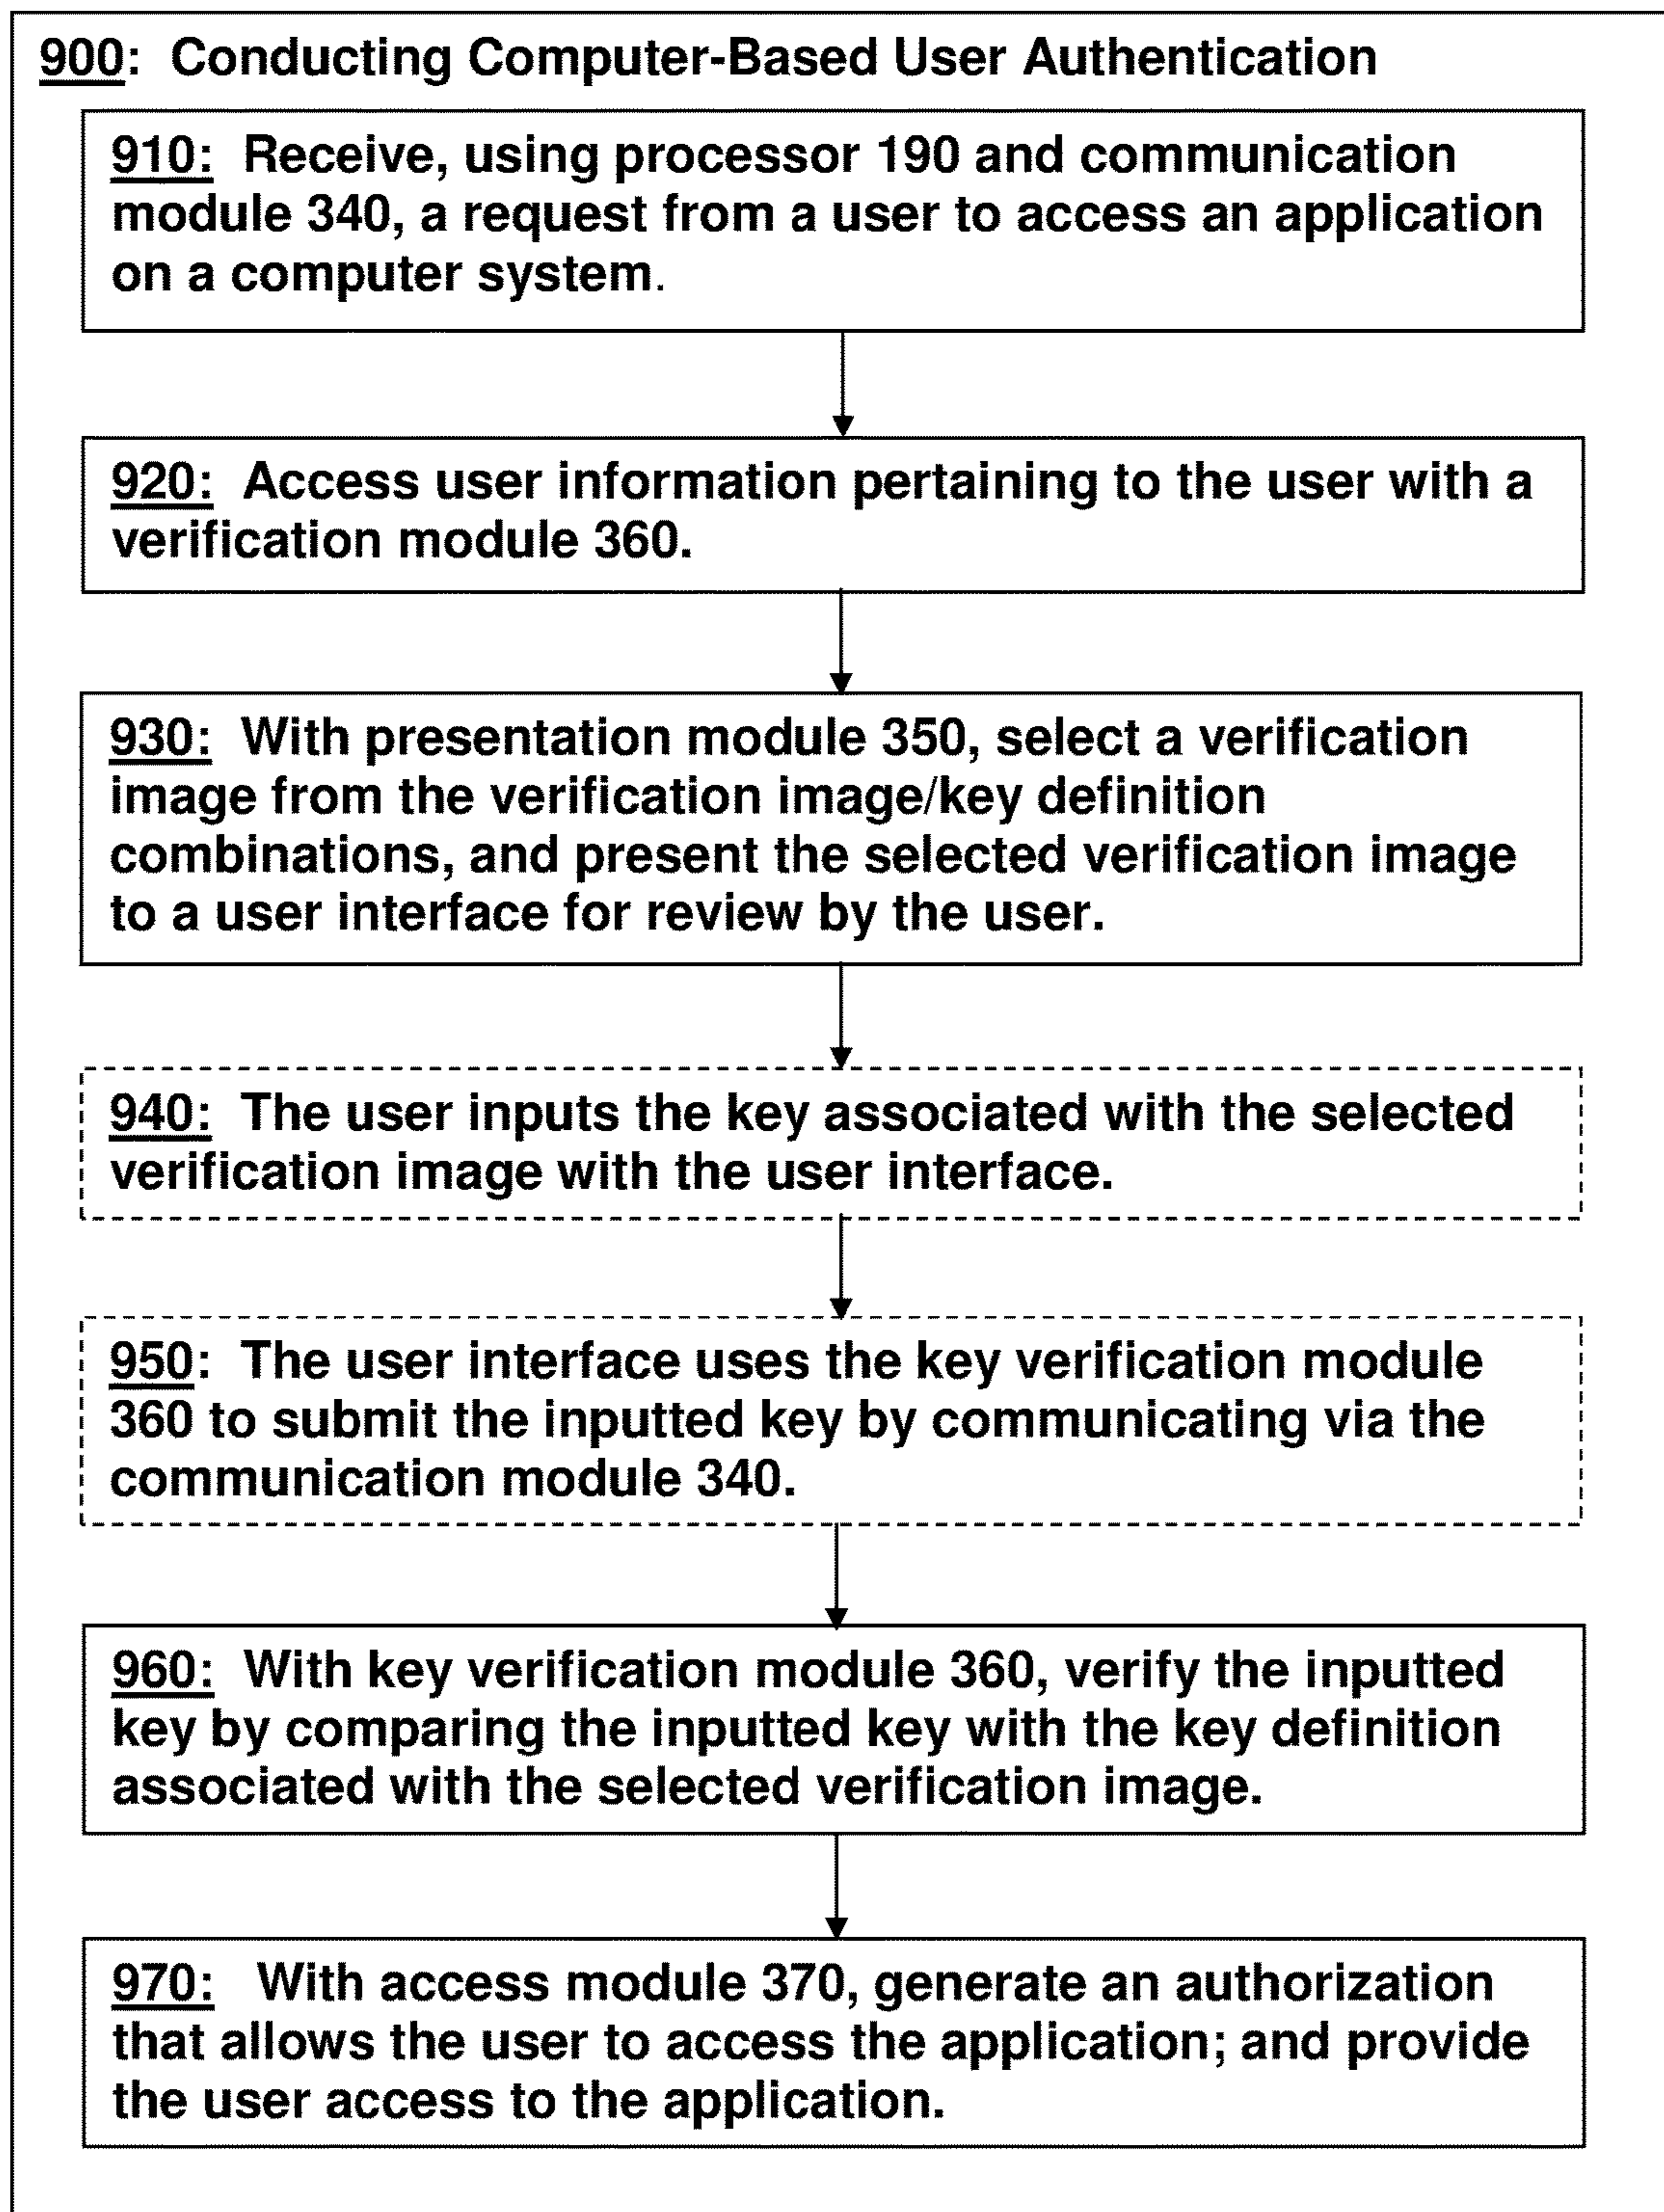 900: Conducting Computer-Based User Authentication
910: Receive, using processor 190 and communication
module 340, a request from a user to access an application
on a computer system.
920: Access user information pertaining to the user with a
verification module 360.
930: With presentation module 350, select a verification
image from the verification image/key definition
combinations, and present the selected verification image
to a user interface for review by the user.
940: The user inputs the key associated with the selected
verification image with the user interface.
950: The user interface uses the key verification module
360 to submit the inputted key by communicating via the
communication module 340.
960: With key verification module 360, verify the inputted
key by comparing the inputted key with the key definition
associated with the selected verification image.
970: With access module 370, generate an authorization
that allows the user to access the application; and provide
the user access to the application.